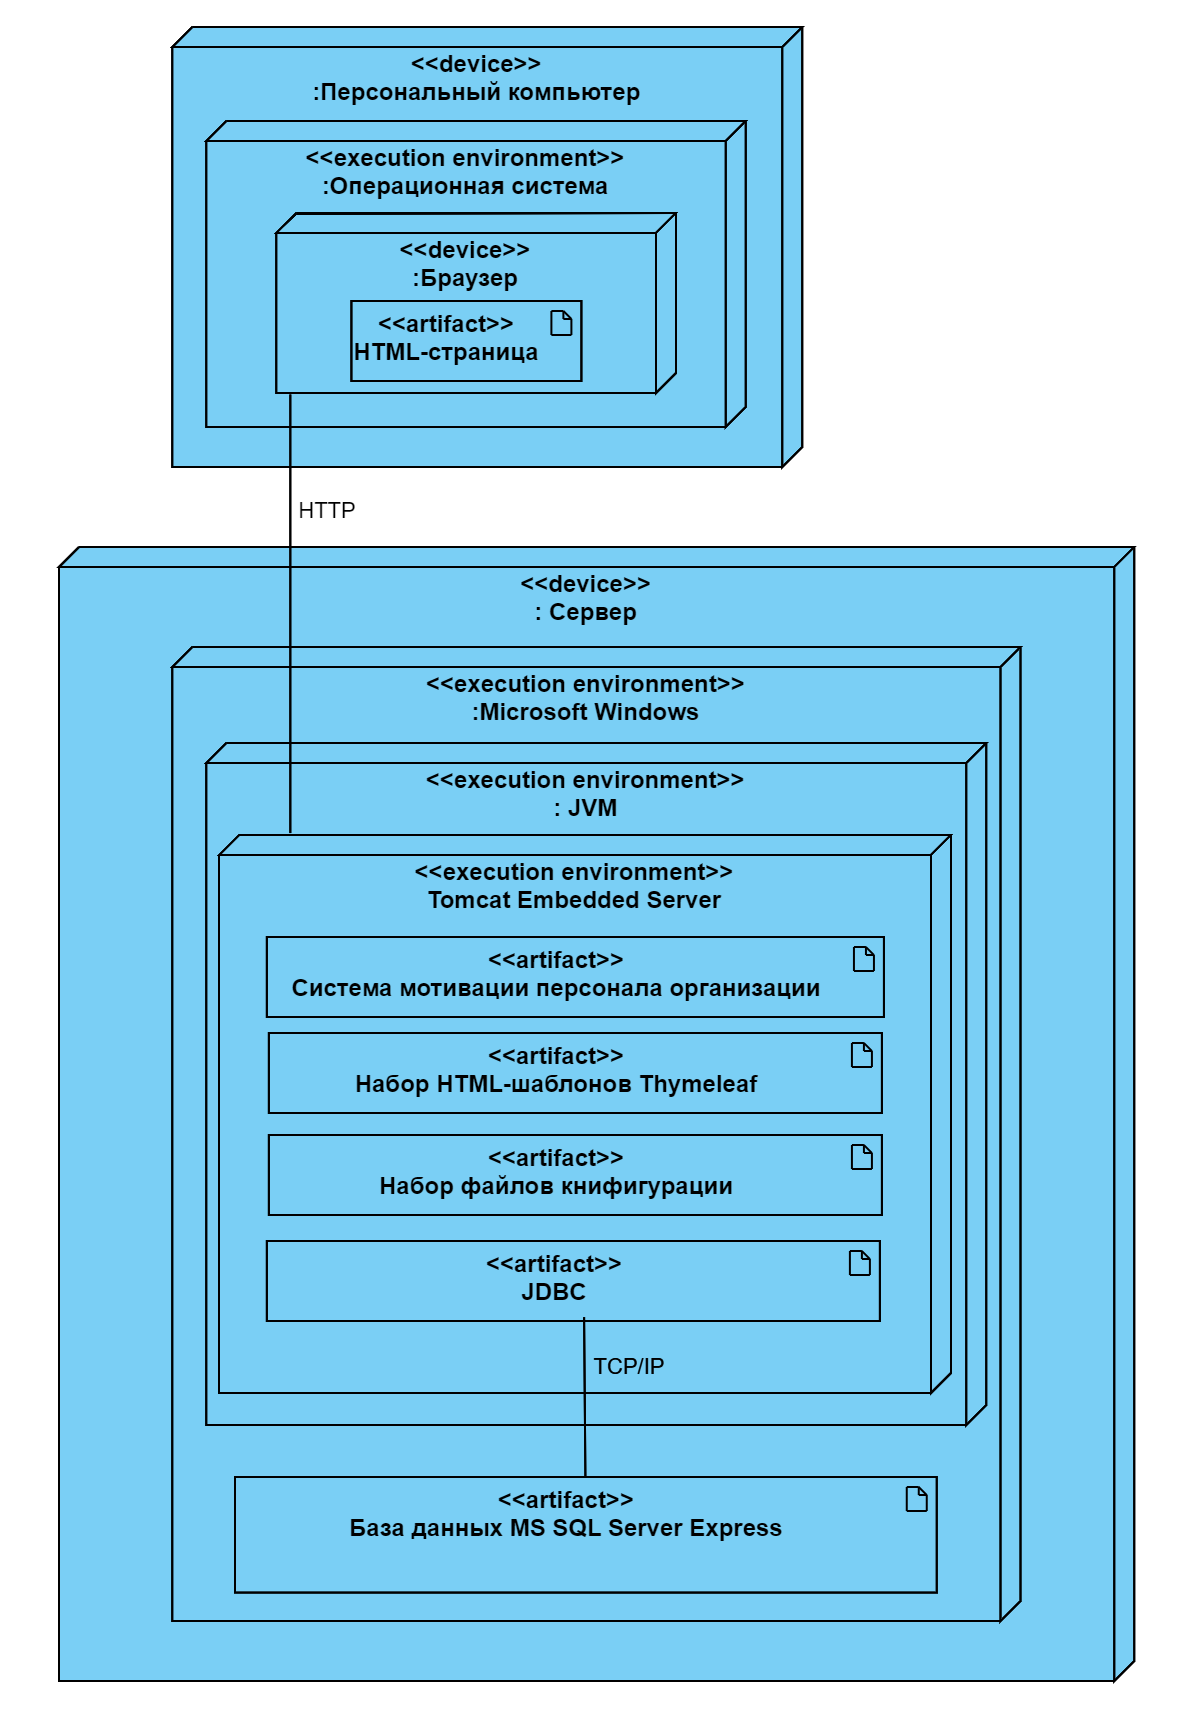 <<device>>
:Персональный компьютер
<<execution environment>>
:Операционная система
<<device>>
:Браузер
<<artifact>>
HTML-страница
HTTP
<<device>>
: Сервер
<<execution environment>>
:Microsoft Windows
<<execution environment>>
: JVM
<<execution environment>>
Tomcat Embedded Server
<<artifact>>
Система мотивации персонала организации
<<artifact>>
Набор HTML-шаблонов Thymeleaf
<<artifact>>
Набор файлов книфигурации
<<artifact>>
JDBC
TCP/IP
<<artifact>>
База данных MS SQL Server Express